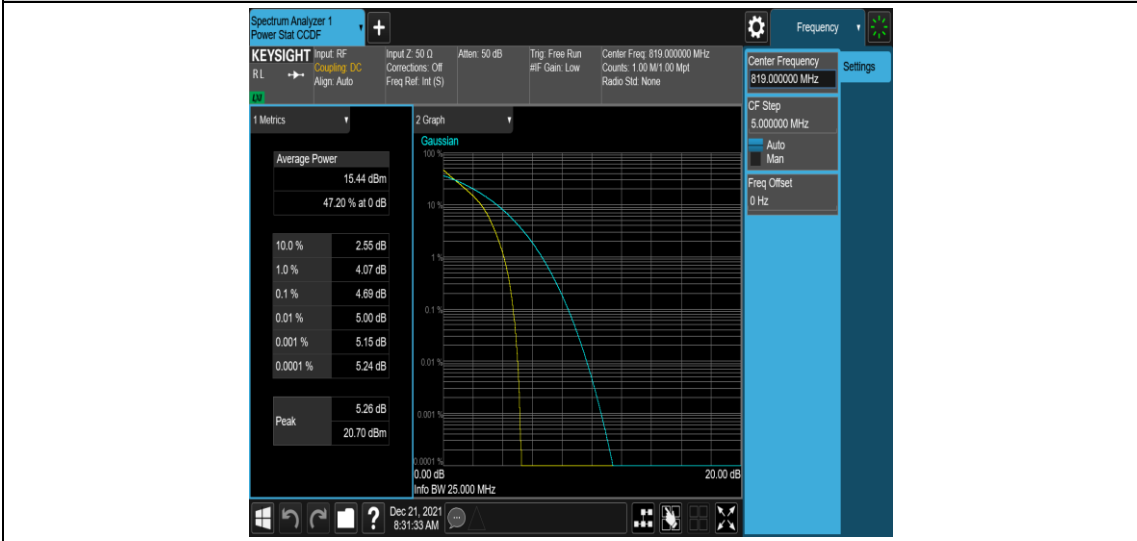 Spectrum Analyzer 1
Power Stat CCDF
+
Frequency
KEYSIGHT
R L
LM
Input: RF
Coupling: DC
Align: Auto
Input Z: 50 Ω
Corrections: Off
Freq Ref: Int (S)
Atten: 50 dB
Trig: Free Run
#IF Gain: Low
Center Freq: 819.000000 MHz
Counts: 1.00 M/1.00 Mpt
Radio Std: None
Center Frequency
819.000000 MHz
Settings
CF Step
5.000000 MHz
Auto
Man
Freq Offset
0 Hz
1 Metrics
Average Power
15.44 dBm
47.20 % at 0 dB
10.0 % 2.55 dB
1.0 % 4.07 dB
0.1 % 4.69 dB
0.01 % 5.00 dB
0.001 % 5.15 dB
0.0001 % 5.24 dB
Peak
5.26 dB
20.70 dBm
2 Graph
Gaussian
100 %
10 %
1 %
0.1 %
0.01 %
0.001 %
0.0001 %
0.00 dB
20.00 dB
Info BW 25.000 MHz
?
Dec 21, 2021
8:31:33 AM